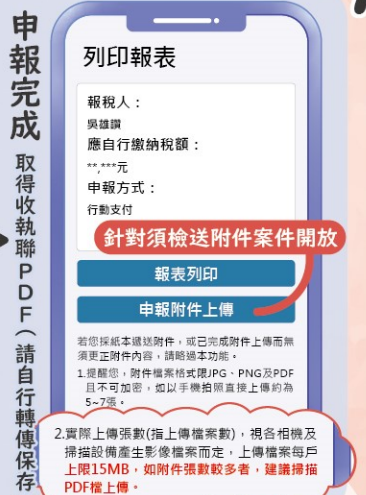 申報完成 取得收執聯PDF(請自行轉傳保存
列印報表
報稅人：
吳雄讚
應自行繳納稅額：
**,***元
申報方式：
行動支付
針對須檢送附件案件開放
報表列印
申報附件上傳
若您採紙本遞送附件，或已完成附件上傳而無
須更正附件內容，請略過本功能。
1.提醒您，附件檔案格式限JPG、PNG及PDF
且不可加密，如以手機拍照直接上傳約為
5~7張。
2.實際上傳張數(指上傳檔案數)，視各相機及
掃描設備產生影像檔案而定，上傳檔案每戶
上限15MB，如附件張數較多者，建議掃描
PDF檔上傳。